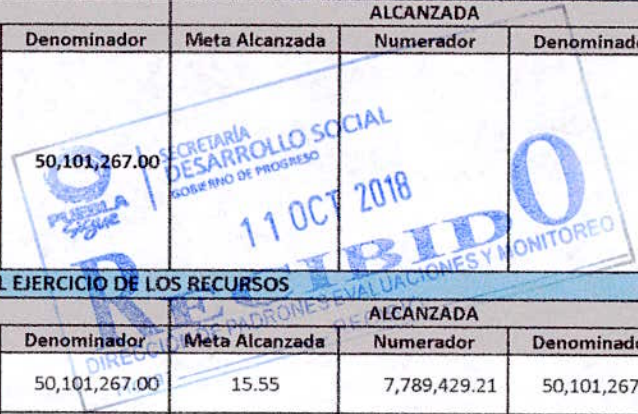 ALCANZADA
Denominador Meta Alcanzada Numerador Denominad
50,101,267.00
SECRETARÍA
DESARROLLO SOCIAL
GOBIERNO DE PROGRESO
PUEBLA
Sigue
11 OCT 2018
RECIBIDO
DIRECCIÓN DE PADRONES EVALUACIONES Y MONITOREO
L EJERCICIO DE LOS RECURSOS
ALCANZADA
Denominador Meta Alcanzada Numerador Denominad
50,101,267.00 15.55 7,789,429.21 50,101,267